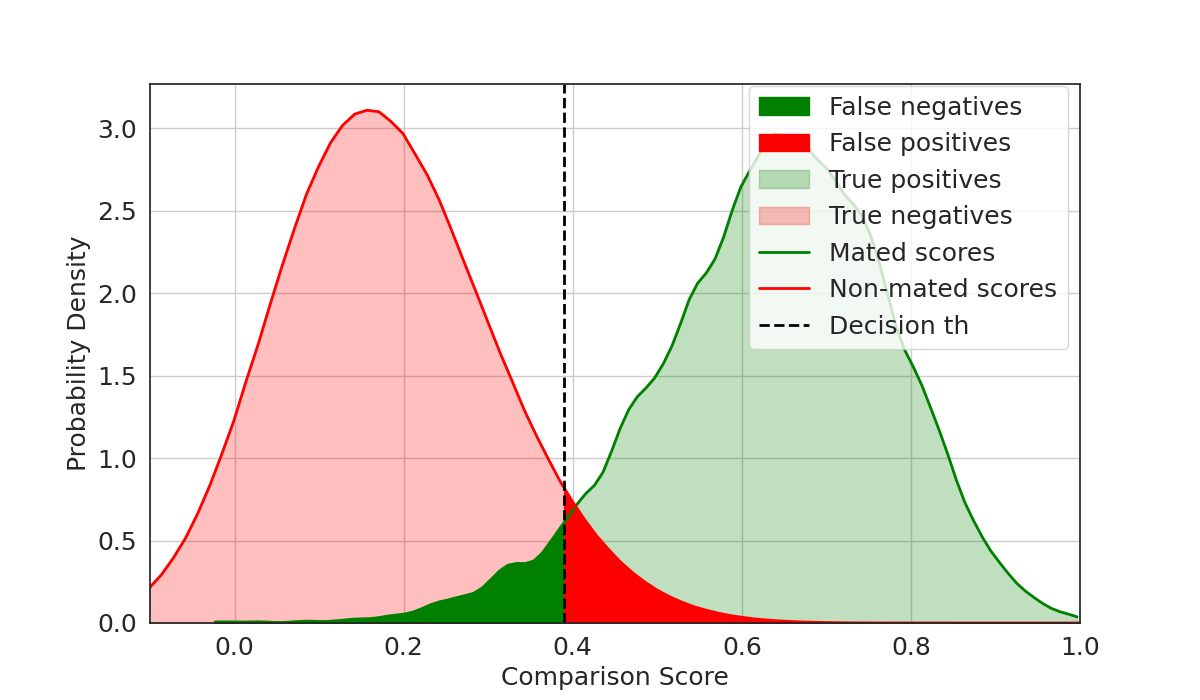 False negatives
False positives
True positives
True negatives
Mated scores
Non-mated scores
Decision th
Probability Density
3.0
2.5
2.0
1.5
1.0
0.5
0.0
0.0 0.2 0.4 0.6 0.8 1.0
Comparison Score